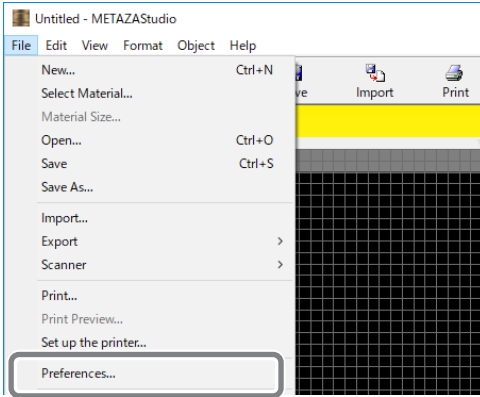 Untitled - METAZAStudio
File Edit View Format Object Help
New... Ctrl+N
Select Material...
Material Size...
Open... Ctrl+O
Save Ctrl+S
Save As...
Import...
Export
Scanner
Print...
Print Preview...
Set up the printer...
Preferences...
ve Import Print